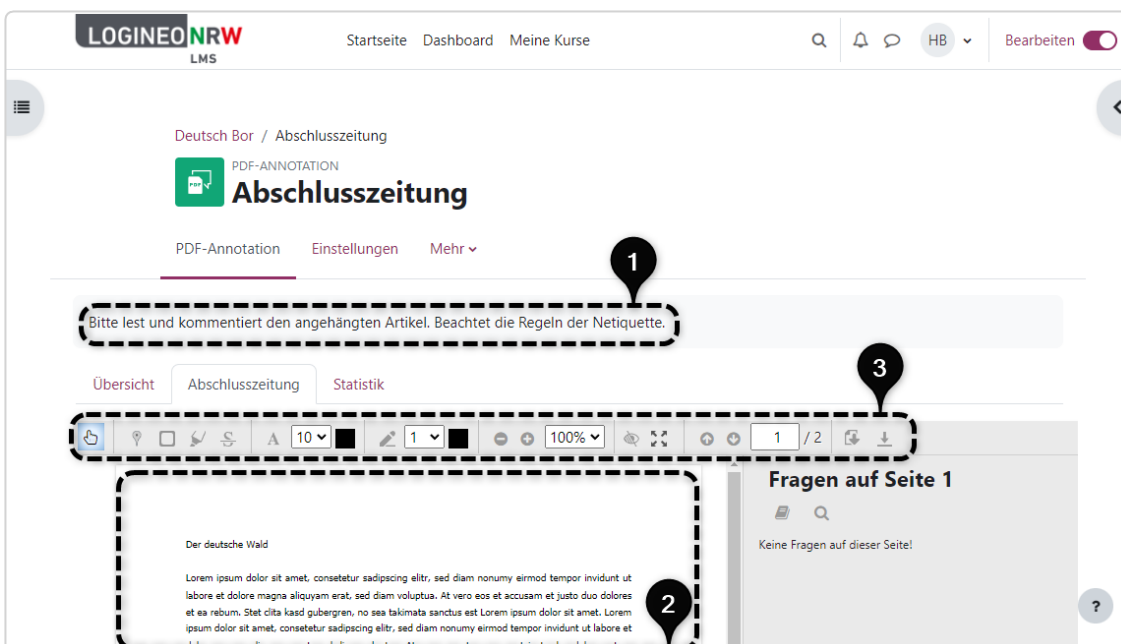 LOGINEO NRW
LMS
Startseite Dashboard Meine Kurse
HB
Bearbeiten
Deutsch Bor / Abschlusszeitung
PDF-ANNOTATION
PDF
Abschlusszeitung
PDF-Annotation Einstellungen Mehr
1
Bitte lest und kommentiert den angehängten Artikel. Beachtet die Regeln der Netiquette.
3
Übersicht Abschlusszeitung Statistik
A 10 1 100% 1 / 2
Fragen auf Seite 1
Keine Fragen auf dieser Seite!
Der deutsche Wald
Lorem ipsum dolor sit amet, consetetur sadipscing elitr, sed diam nonumy eirmod tempor invidunt ut
labore et dolore magna aliquyam erat, sed diam voluptua. At vero eos et accusam et justo duo dolores
et ea rebum. Stet clita kasd gubergren, no sea takimata sanctus est Lorem ipsum dolor sit amet. Lorem
ipsum dolor sit amet, consetetur sadipscing elitr, sed diam nonumy eirmod tempor invidunt ut labore et
2
?